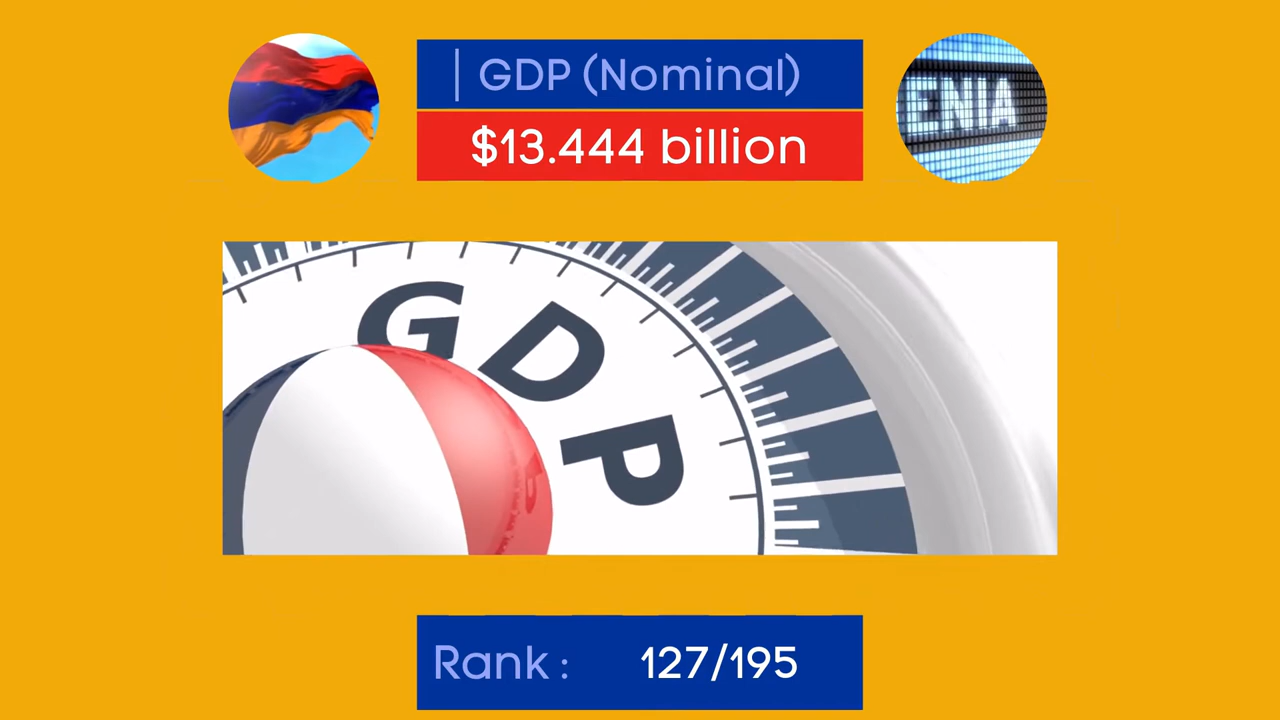 GDP (Nominal)
$13.444 billion
ENIA
GDP
Rank : 127/195